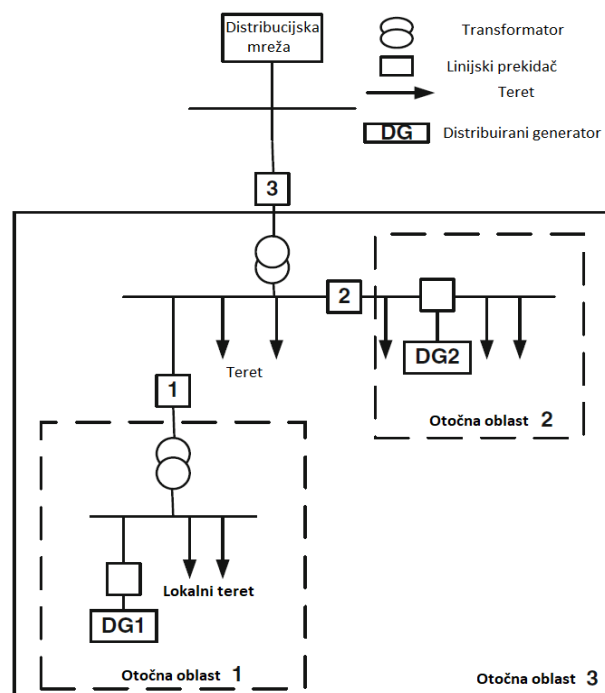 Distribucijska
mreža
Transformator
Linijski prekidač
Teret
DG
Distribuirani generator
3
2
DG2
Teret
1
Otočna oblast 2
Lokalni teret
DG1
Otočna oblast 1
Otočna oblast 3